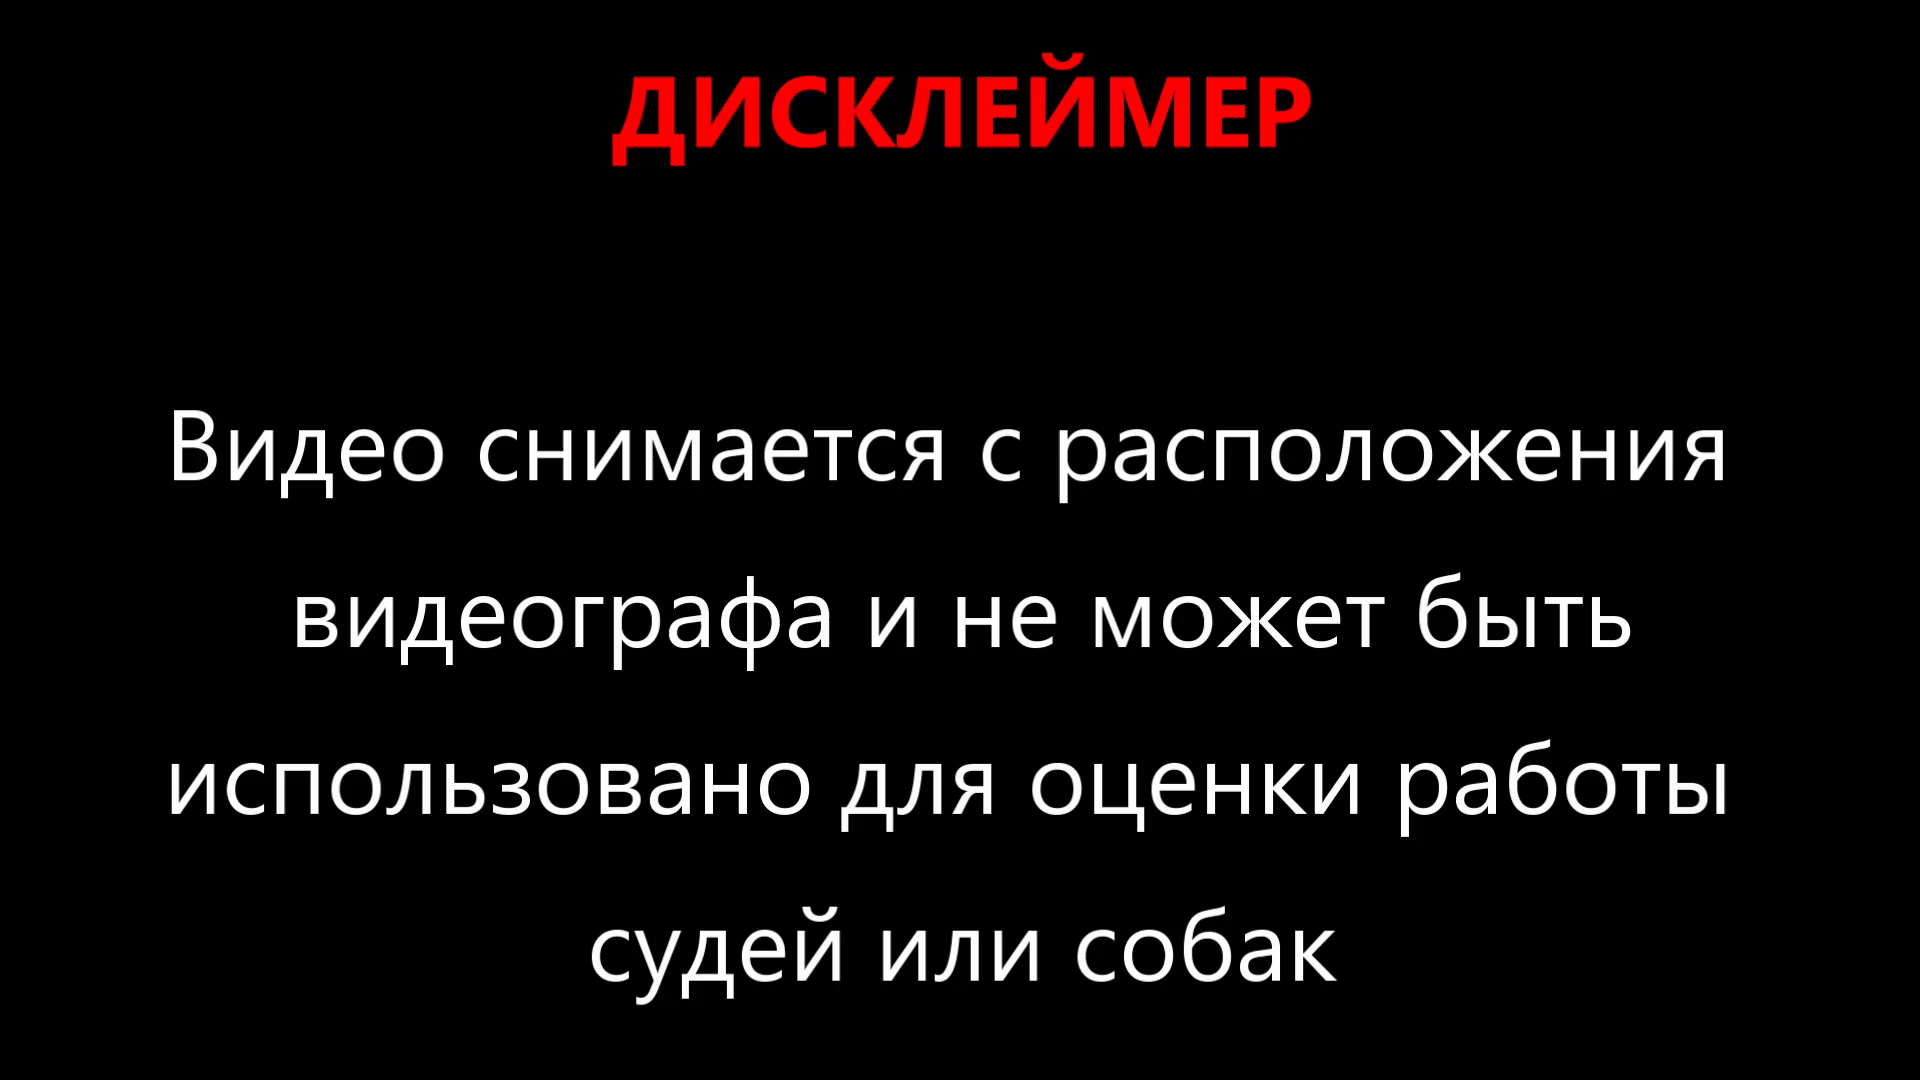 ДИСКЛЕЙМЕР
Видео снимается с расположения
видеографа и не может быть
использовано для оценки работы
судей или собак